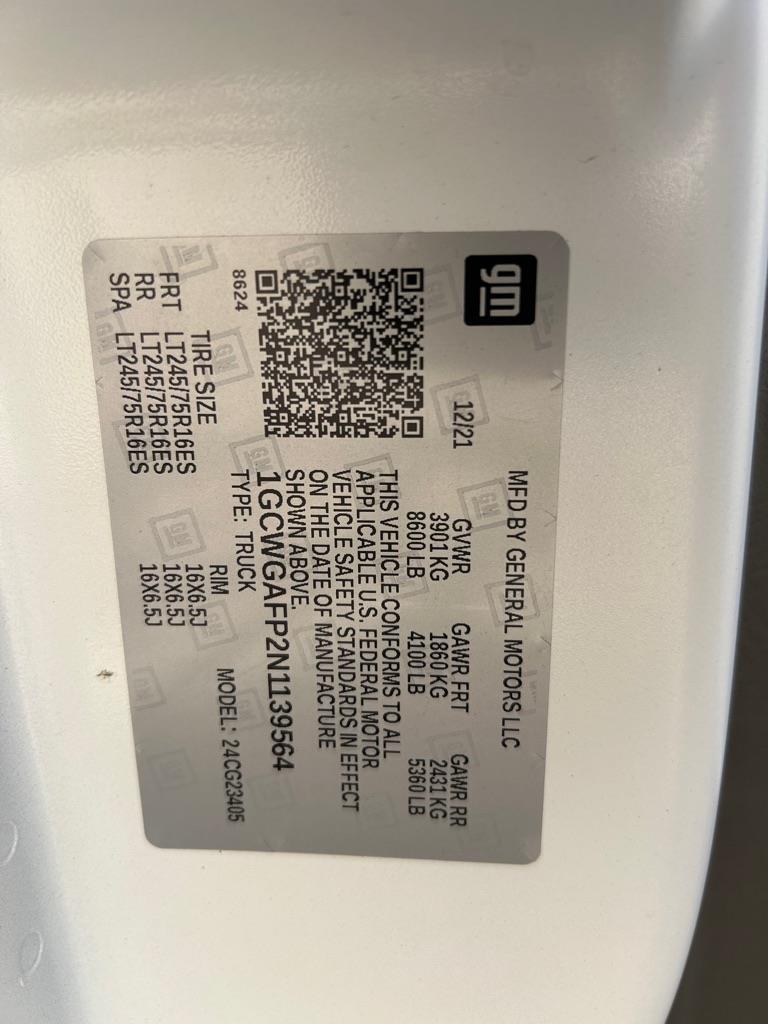 gm
MFD BY GENERAL MOTORS LLC
12/21 GVWR GAWR FRT GAWR RR
3901 KG 1860 KG 2431 KG
8600 LB 4100 LB 5360 LB
THIS VEHICLE CONFORMS TO ALL
APPLICABLE U.S. FEDERAL MOTOR
VEHICLE SAFETY STANDARDS IN EFFECT
ON THE DATE OF MANUFACTURE
SHOWN ABOVE.
1GCWGAFP2N1139564
8624 TYPE: TRUCK MODEL: 24CG23405
TIRE SIZE RIM
FRT LT245/75R16ES 16X6.5J
RR LT245/75R16ES 16X6.5J
SPA LT245/75R16ES 16X6.5J